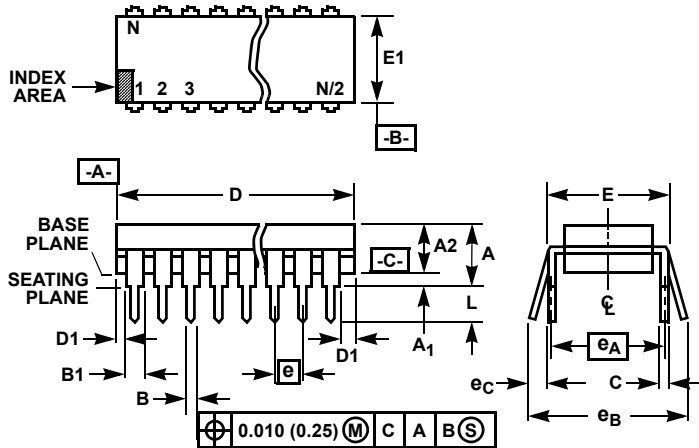 N
INDEX
AREA
1 2 3 N/2
E1
-B-
-A-
D
E
BASE
PLANE
SEATING
PLANE
-C-
A2
A
L
D1
B1
B
e
D1
A1
℄
eA
eC
C
eB
⌖ 0.010 (0.25) Ⓜ C A B Ⓢ